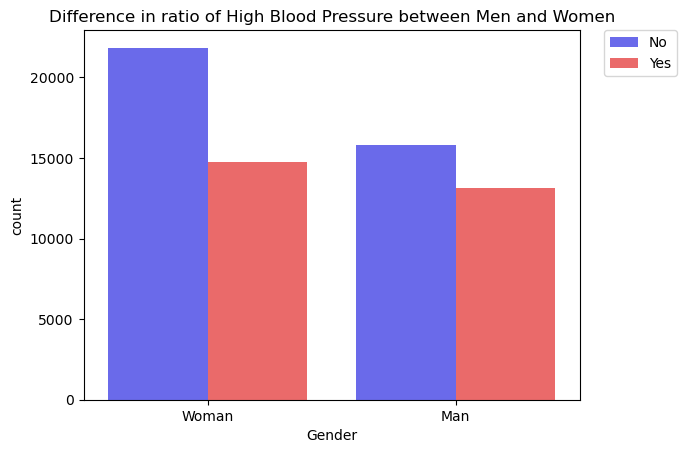 Difference in ratio of High Blood Pressure between Men and Women
No
Yes
20000
15000
10000
5000
0
count
Woman
Man
Gender